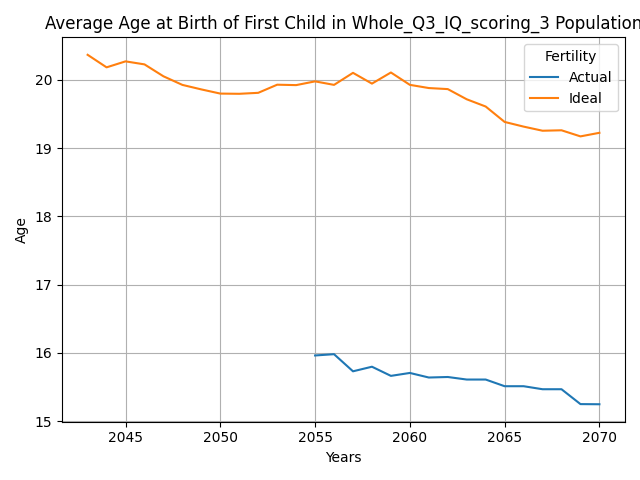 Average Age at Birth of First Child in Whole_Q3_IQ_scoring_3 Population
Fertility
Actual
Ideal
20
19
18
17
16
15
Age
2045 2050 2055 2060 2065 2070
Years